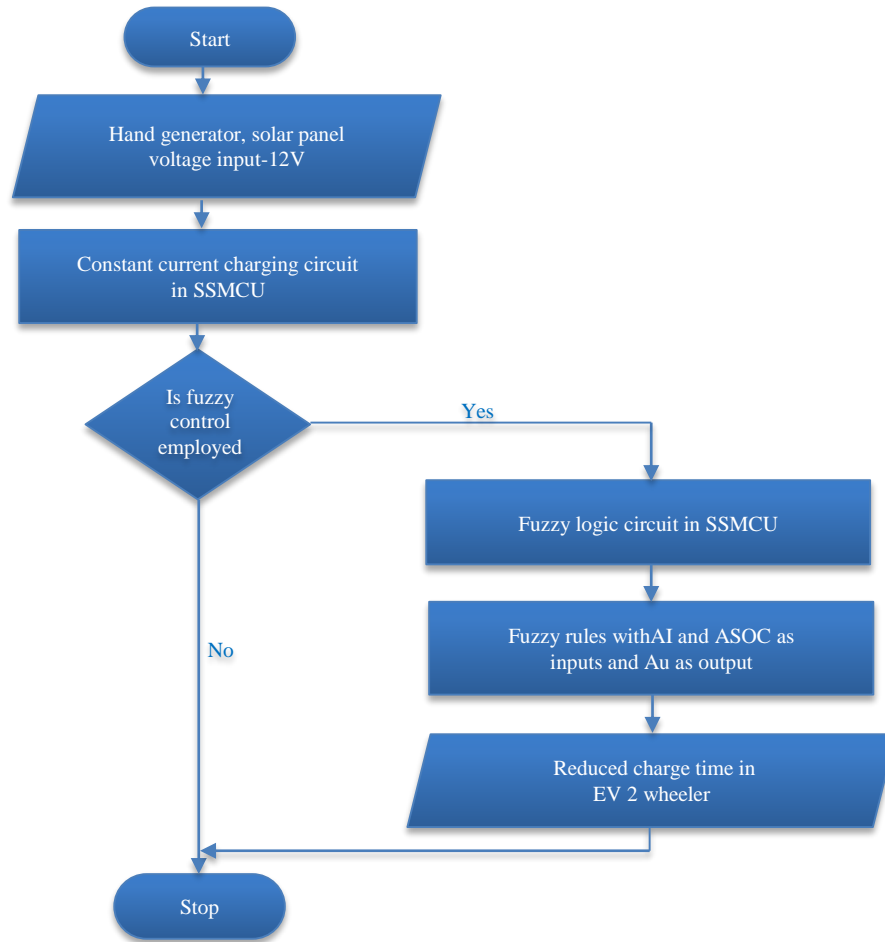 Start
Hand generator, solar panel
voltage input-12V
Constant current charging circuit
in SSMCU
Is fuzzy
control
employed
Yes
Fuzzy logic circuit in SSMCU
Fuzzy rules withAI and ASOC as
inputs and Au as output
No
Reduced charge time in
EV 2 wheeler
Stop